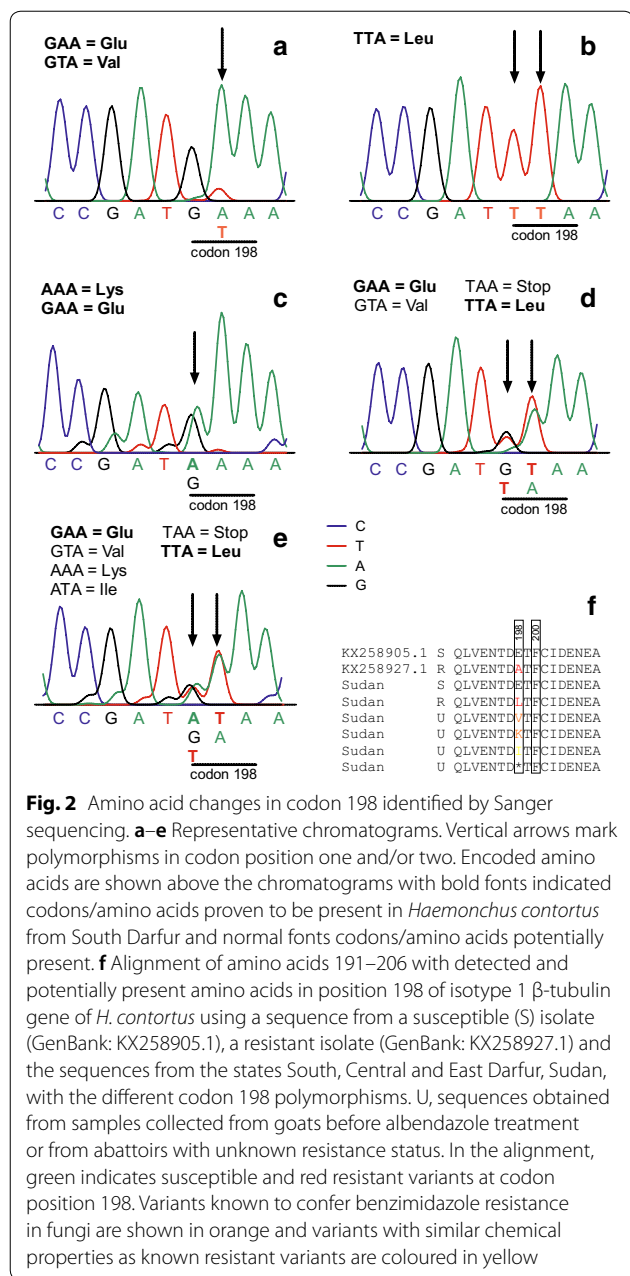 GAA = Glu
GTA = Val
a
C C G A T G A A A
T
codon 198
TTA = Leu
b
C C G A T T T A A
codon 198
AAA = Lys
GAA = Glu
c
C C G A T A A A A
G
codon 198
GAA = Glu TAA = Stop
GTA = Val TTA = Leu
d
C C G A T G T A A
T A
codon 198
GAA = Glu TAA = Stop
GTA = Val TTA = Leu
AAA = Lys
ATA = Ile
e
C C G A T A T A A
G A
T
codon 198
C
T
A
G
f
198 200
KX258905.1 S QLVENTDETFCIDENEA
KX258927.1 R QLVENTDATFCIDENEA
Sudan S QLVENTDETFCIDENEA
Sudan R QLVENTDLTFCIDENEA
Sudan U QLVENTDVTFCIDENEA
Sudan U QLVENTDKTFCIDENEA
Sudan U QLVENTDITFCIDENEA
Sudan U QLVENTD*TFCIDENEA
Fig. 2 Amino acid changes in codon 198 identified by Sanger
sequencing. a–e Representative chromatograms. Vertical arrows mark
polymorphisms in codon position one and/or two. Encoded amino
acids are shown above the chromatograms with bold fonts indicated
codons/amino acids proven to be present in Haemonchus contortus
from South Darfur and normal fonts codons/amino acids potentially
present. f Alignment of amino acids 191–206 with detected and
potentially present amino acids in position 198 of isotype 1 β-tubulin
gene of H. contortus using a sequence from a susceptible (S) isolate
(GenBank: KX258905.1), a resistant isolate (GenBank: KX258927.1) and
the sequences from the states South, Central and East Darfur, Sudan,
with the different codon 198 polymorphisms. U, sequences obtained
from samples collected from goats before albendazole treatment
or from abattoirs with unknown resistance status. In the alignment,
green indicates susceptible and red resistant variants at codon
position 198. Variants known to confer benzimidazole resistance
in fungi are shown in orange and variants with similar chemical
properties as known resistant variants are coloured in yellow